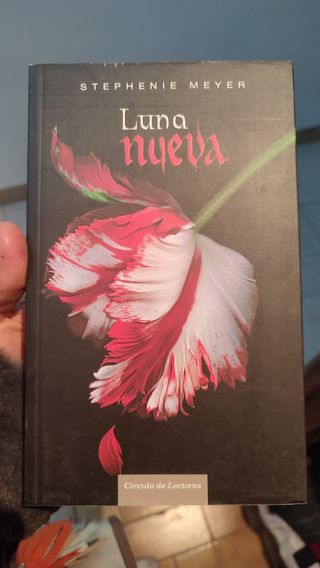 STEPHENIE MEYER
Luna
nueva
Círculo de Lectores